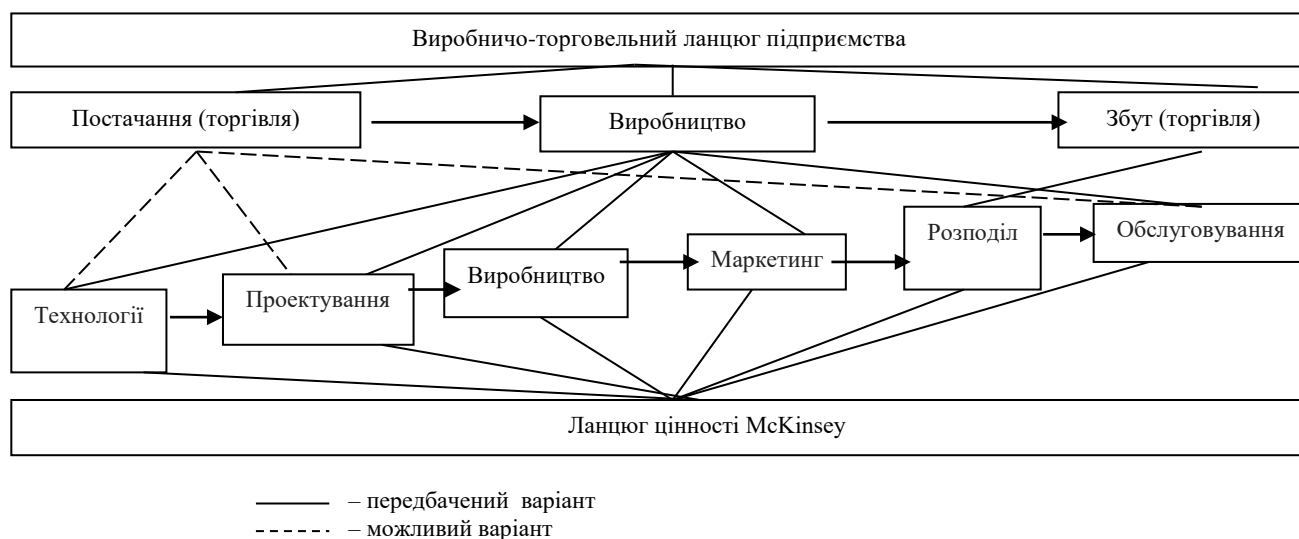 Виробничо-торговельний ланцюг підприємства
Постачання (торгівля)
Виробництво
Збут (торгівля)
Технології
Проектування
Виробництво
Маркетинг
Розподіл
Обслуговування
Ланцюг цінності McKinsey
– передбачений варіант
– можливий варіант